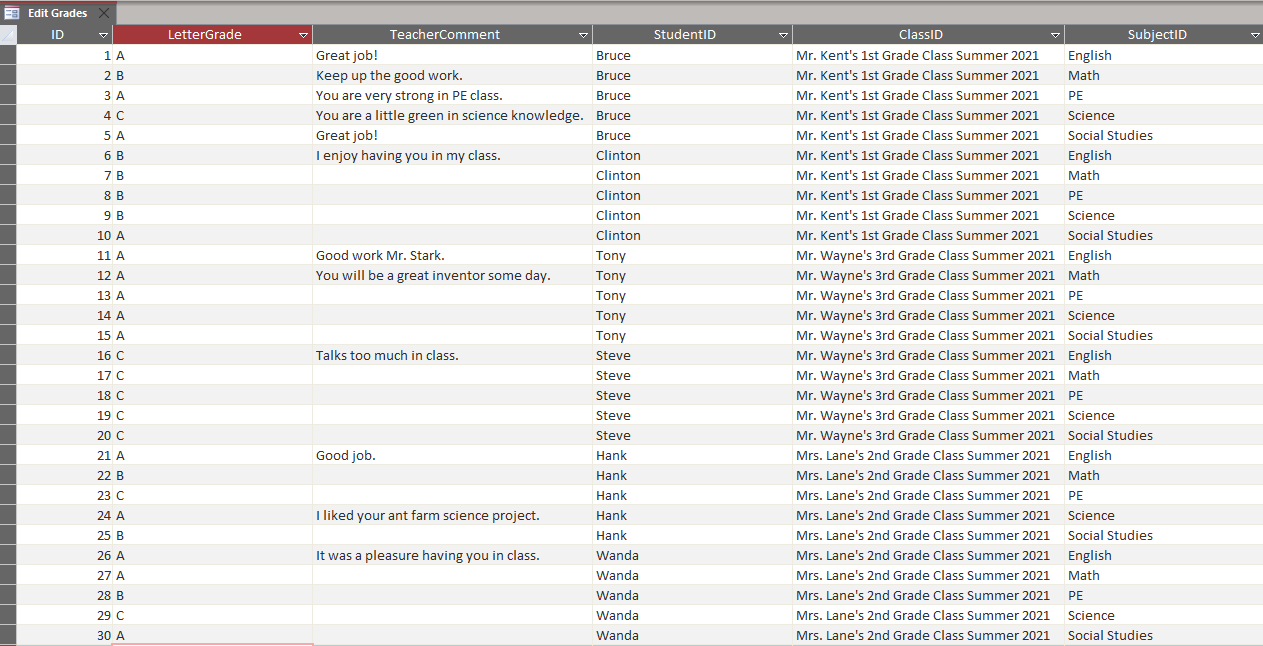 Edit Grades
ID LetterGrade TeacherComment StudentID ClassID SubjectID
1 A Great job! Bruce Mr. Kent's 1st Grade Class Summer 2021 English
2 B Keep up the good work. Bruce Mr. Kent's 1st Grade Class Summer 2021 Math
3 A You are very strong in PE class. Bruce Mr. Kent's 1st Grade Class Summer 2021 PE
4 C You are a little green in science knowledge. Bruce Mr. Kent's 1st Grade Class Summer 2021 Science
5 A Great job! Bruce Mr. Kent's 1st Grade Class Summer 2021 Social Studies
6 B I enjoy having you in my class. Clinton Mr. Kent's 1st Grade Class Summer 2021 English
7 B Clinton Mr. Kent's 1st Grade Class Summer 2021 Math
8 B Clinton Mr. Kent's 1st Grade Class Summer 2021 PE
9 B Clinton Mr. Kent's 1st Grade Class Summer 2021 Science
10 A Clinton Mr. Kent's 1st Grade Class Summer 2021 Social Studies
11 A Good work Mr. Stark. Tony Mr. Wayne's 3rd Grade Class Summer 2021 English
12 A You will be a great inventor some day. Tony Mr. Wayne's 3rd Grade Class Summer 2021 Math
13 A Tony Mr. Wayne's 3rd Grade Class Summer 2021 PE
14 A Tony Mr. Wayne's 3rd Grade Class Summer 2021 Science
15 A Tony Mr. Wayne's 3rd Grade Class Summer 2021 Social Studies
16 C Talks too much in class. Steve Mr. Wayne's 3rd Grade Class Summer 2021 English
17 C Steve Mr. Wayne's 3rd Grade Class Summer 2021 Math
18 C Steve Mr. Wayne's 3rd Grade Class Summer 2021 PE
19 C Steve Mr. Wayne's 3rd Grade Class Summer 2021 Science
20 C Steve Mr. Wayne's 3rd Grade Class Summer 2021 Social Studies
21 A Good job. Hank Mrs. Lane's 2nd Grade Class Summer 2021 English
22 B Hank Mrs. Lane's 2nd Grade Class Summer 2021 Math
23 C Hank Mrs. Lane's 2nd Grade Class Summer 2021 PE
24 A I liked your ant farm science project. Hank Mrs. Lane's 2nd Grade Class Summer 2021 Science
25 B Hank Mrs. Lane's 2nd Grade Class Summer 2021 Social Studies
26 A It was a pleasure having you in class. Wanda Mrs. Lane's 2nd Grade Class Summer 2021 English
27 A Wanda Mrs. Lane's 2nd Grade Class Summer 2021 Math
28 B Wanda Mrs. Lane's 2nd Grade Class Summer 2021 PE
29 C Wanda Mrs. Lane's 2nd Grade Class Summer 2021 Science
30 A Wanda Mrs. Lane's 2nd Grade Class Summer 2021 Social Studies